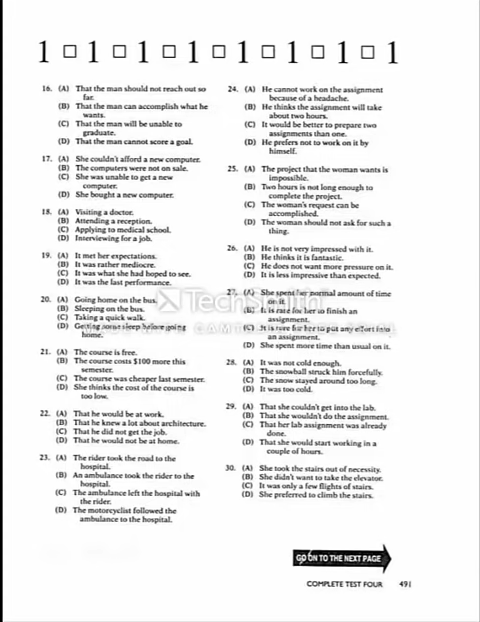 1 □ 1 □ 1 □ 1 □ 1 □ 1 □ 1 □ 1 □ 1 □ 1
16. (A) That the man should not reach out so
far.
(B) That the man can accomplish what he
wants.
(C) That the man will be unable to
graduate.
(D) That the man cannot score a goal.
17. (A) She couldn't afford a new computer.
(B) The computers were not on sale.
(C) She was unable to get a new
computer.
(D) She bought a new computer.
18. (A) Visiting a doctor.
(B) Attending a reception.
(C) Applying to medical school.
(D) Interviewing for a job.
19. (A) It met her expectations.
(B) It was rather mediocre.
(C) It was what she had hoped to see.
(D) It was the last performance.
20. (A) Going home on the bus.
(B) Sleeping on the bus.
(C) Taking a quick walk.
(D) Getting some sleep before going
home.
21. (A) The course is free.
(B) The course costs $100 more this
semester.
(C) The course was cheaper last semester.
(D) She thinks the cost of the course is
too low.
22. (A) That he would be at work.
(B) That he knew a lot about architecture.
(C) That he did not get the job.
(D) That he would not be at home.
23. (A) The rider took the road to the
hospital.
(B) An ambulance took the rider to the
hospital.
(C) The ambulance left the hospital with
the rider.
(D) The motorcyclist followed the
ambulance to the hospital.
24. (A) He cannot work on the assignment
because of a headache.
(B) He thinks the assignment will take
about two hours.
(C) It would be better to prepare two
assignments than one.
(D) He prefers not to work on it by
himself.
25. (A) The project that the woman wants is
impossible.
(B) Two hours is not long enough to
complete the project.
(C) The woman's request can be
accomplished.
(D) The woman should not ask for such a
thing.
26. (A) He is not very impressed with it.
(B) He thinks it is fantastic.
(C) He does not want more pressure on it.
(D) It is less impressive than expected.
27. (A) She spent her normal amount of time
on it.
(B) It is rare for her to finish an
assignment.
(C) It is rare for her to put any effort into
an assignment.
(D) She spent more time than usual on it.
28. (A) It was not cold enough.
(B) The snowball struck him forcefully.
(C) The snow stayed around too long.
(D) It was too cold.
29. (A) That she couldn't get into the lab.
(B) That she wouldn't do the assignment.
(C) That her lab assignment was already
done.
(D) That she would start working in a
couple of hours.
30. (A) She took the stairs out of necessity.
(B) She didn't want to take the elevator.
(C) It was only a few flights of stairs.
(D) She preferred to climb the stairs.
TechSmith
GO ON TO THE NEXT PAGE
COMPLETE TEST FOUR 491